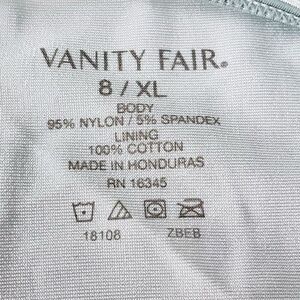 VANITY FAIR®
8 / XL
BODY
95% NYLON / 5% SPANDEX
LINING
100% COTTON
MADE IN HONDURAS
RN 16345
18108 ZBEB